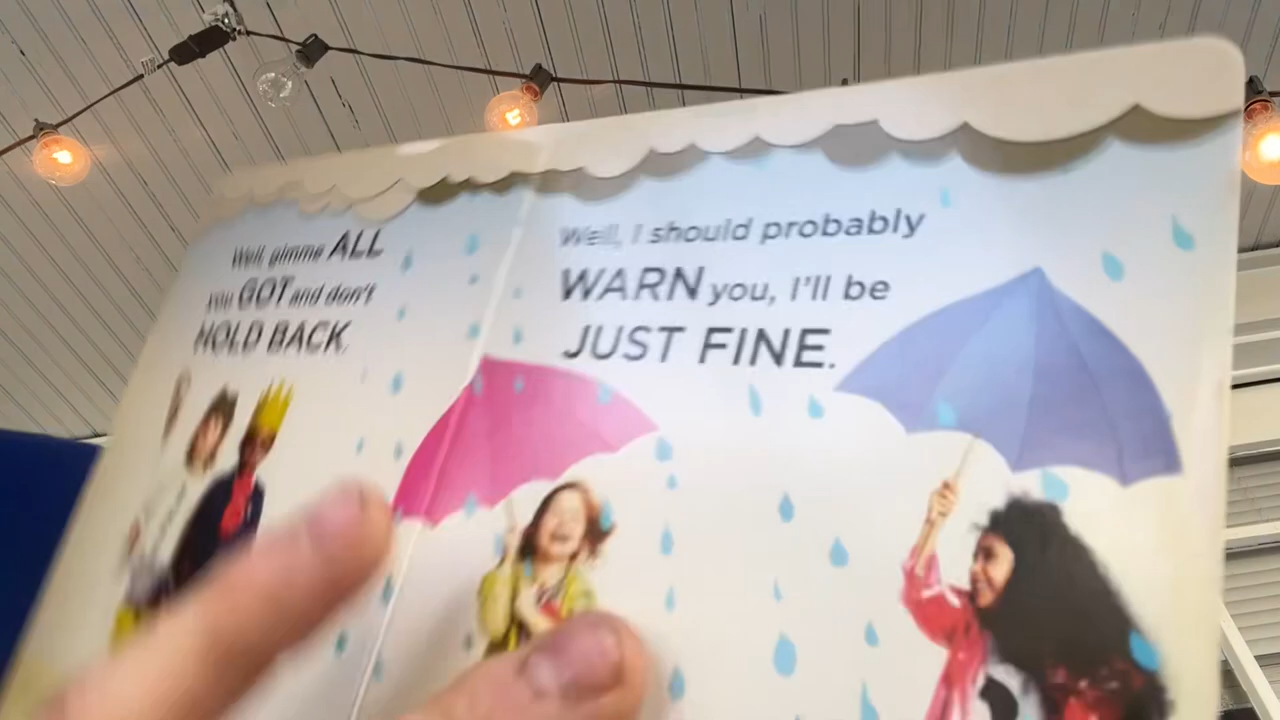 Well, gimme ALL
you GOT and don't
HOLD BACK.
Well, I should probably
WARN you, I'll be
JUST FINE.